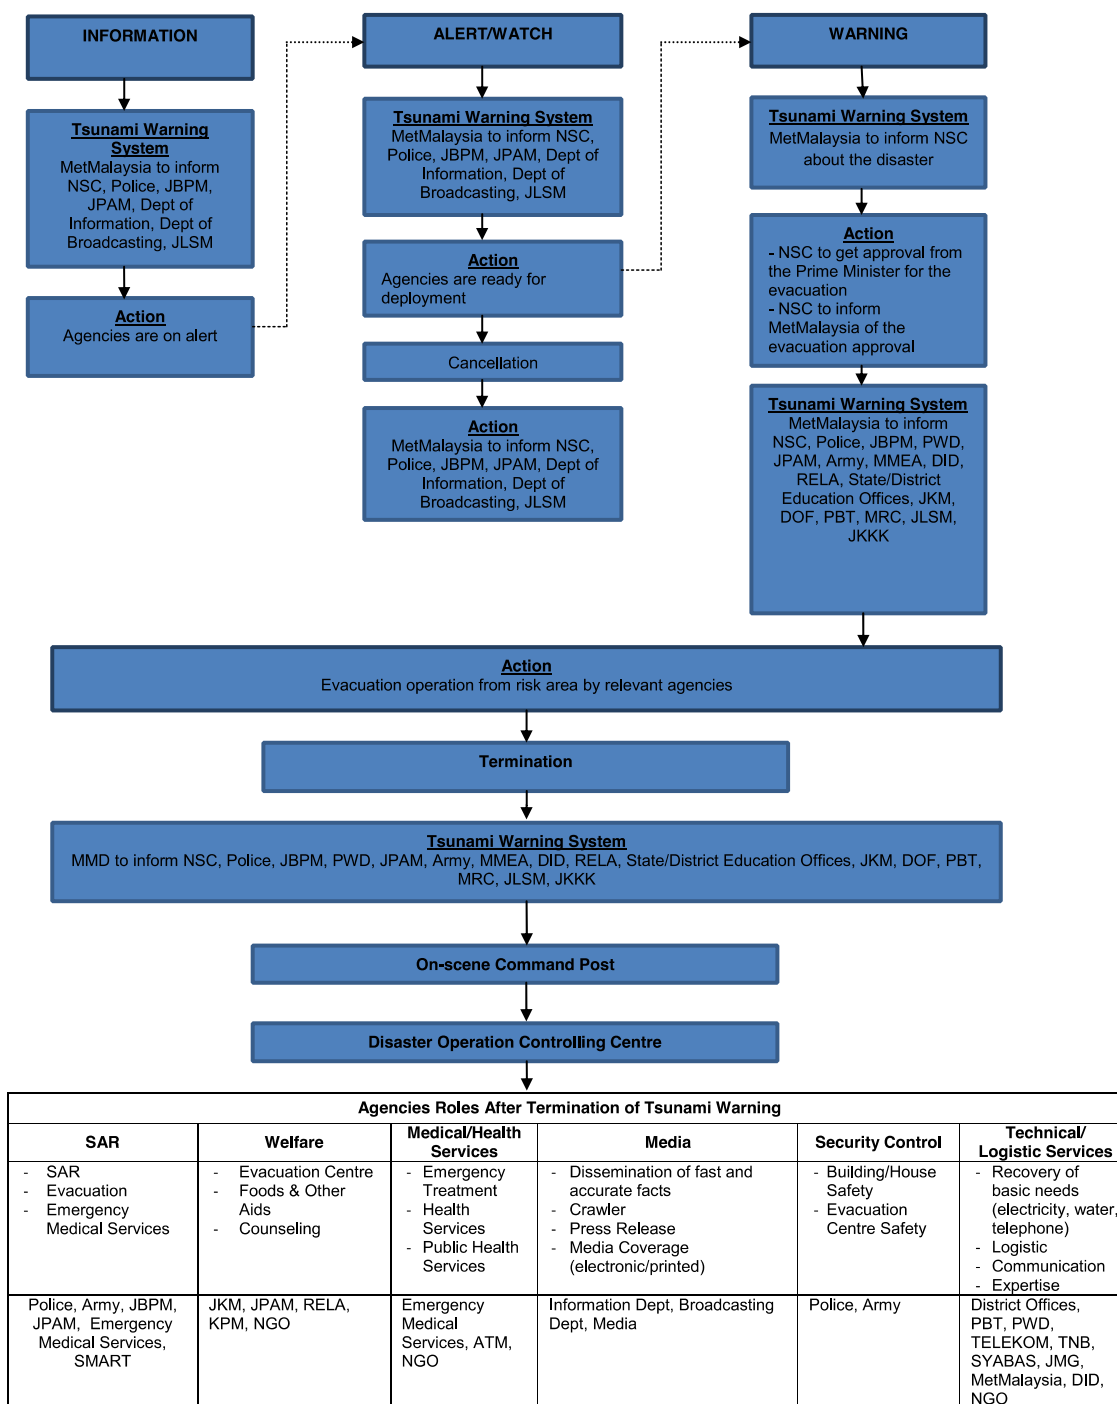 INFORMATION
Tsunami Warning
System
MetMalaysia to inform
NSC, Police, JBPM,
JPAM, Dept of
Information, Dept of
Broadcasting, JLSM
Action
Agencies are on alert
ALERT/WATCH
Tsunami Warning System
MetMalaysia to inform NSC,
Police, JBPM, JPAM, Dept of
Information, Dept of
Broadcasting, JLSM
Action
Agencies are ready for
deployment
Cancellation
Action
MetMalaysia to inform NSC,
Police, JBPM, JPAM, Dept of
Information, Dept of
Broadcasting, JLSM
WARNING
Tsunami Warning System
MetMalaysia to inform NSC
about the disaster
Action
- NSC to get approval from
the Prime Minister for the
evacuation
- NSC to inform
MetMalaysia of the
evacuation approval
Tsunami Warning System
MetMalaysia to inform
NSC, Police, JBPM, PWD,
JPAM, Army, MMEA, DID,
RELA, State/District
Education Offices, JKM,
DOF, PBT, MRC, JLSM,
JKKK
Action
Evacuation operation from risk area by relevant agencies
Termination
Tsunami Warning System
MMD to inform NSC, Police, JBPM, PWD, JPAM, Army, MMEA, DID, RELA, State/District Education Offices, JKM, DOF, PBT,
MRC, JLSM, JKKK
On-scene Command Post
Disaster Operation Controlling Centre
Agencies Roles After Termination of Tsunami Warning
SAR
Welfare
Medical/Health
Services
Media
Security Control
Technical/
Logistic Services
- SAR
- Evacuation
- Emergency
Medical Services
- Evacuation Centre
- Foods & Other
Aids
- Counseling
- Emergency
Treatment
- Health
Services
- Public Health
Services
- Dissemination of fast and
accurate facts
- Crawler
- Press Release
- Media Coverage
(electronic/printed)
- Building/House
Safety
- Evacuation
Centre Safety
- Recovery of
basic needs
(electricity, water,
telephone)
- Logistic
- Communication
- Expertise
Police, Army, JBPM,
JPAM, Emergency
Medical Services,
SMART
JKM, JPAM, RELA,
KPM, NGO
Emergency
Medical
Services, ATM,
NGO
Information Dept, Broadcasting
Dept, Media
Police, Army
District Offices,
PBT, PWD,
TELEKOM, TNB,
SYABAS, JMG,
MetMalaysia, DID,
NGO